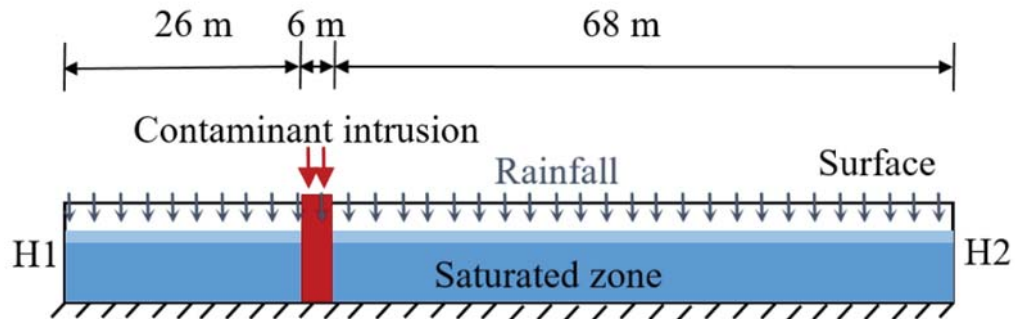 26 m 6 m 68 m
Contaminant intrusion
Rainfall
Surface
H1
H2
Saturated zone